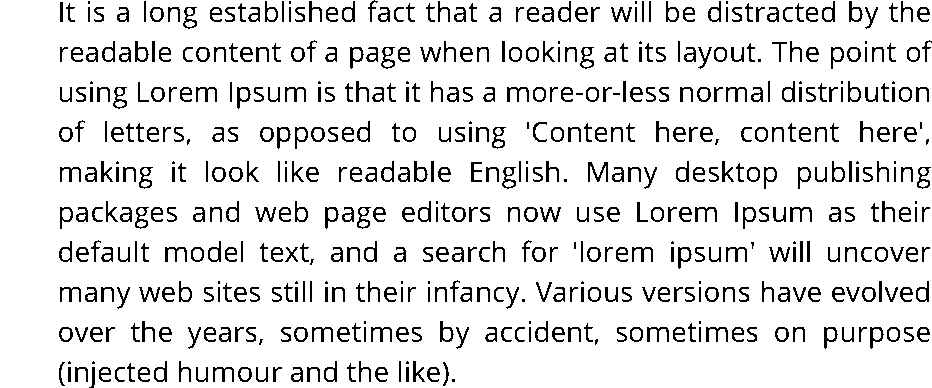 It is a long established fact that a reader will be distracted by the
readable content of a page when looking at its layout. The point of
using Lorem Ipsum is that it has a more-or-less normal distribution
of letters, as opposed to using 'Content here, content here',
making it look like readable English. Many desktop publishing
packages and web page editors now use Lorem Ipsum as their
default model text, and a search for 'lorem ipsum' will uncover
many web sites still in their infancy. Various versions have evolved
over the years, sometimes by accident, sometimes on purpose
(injected humour and the like).